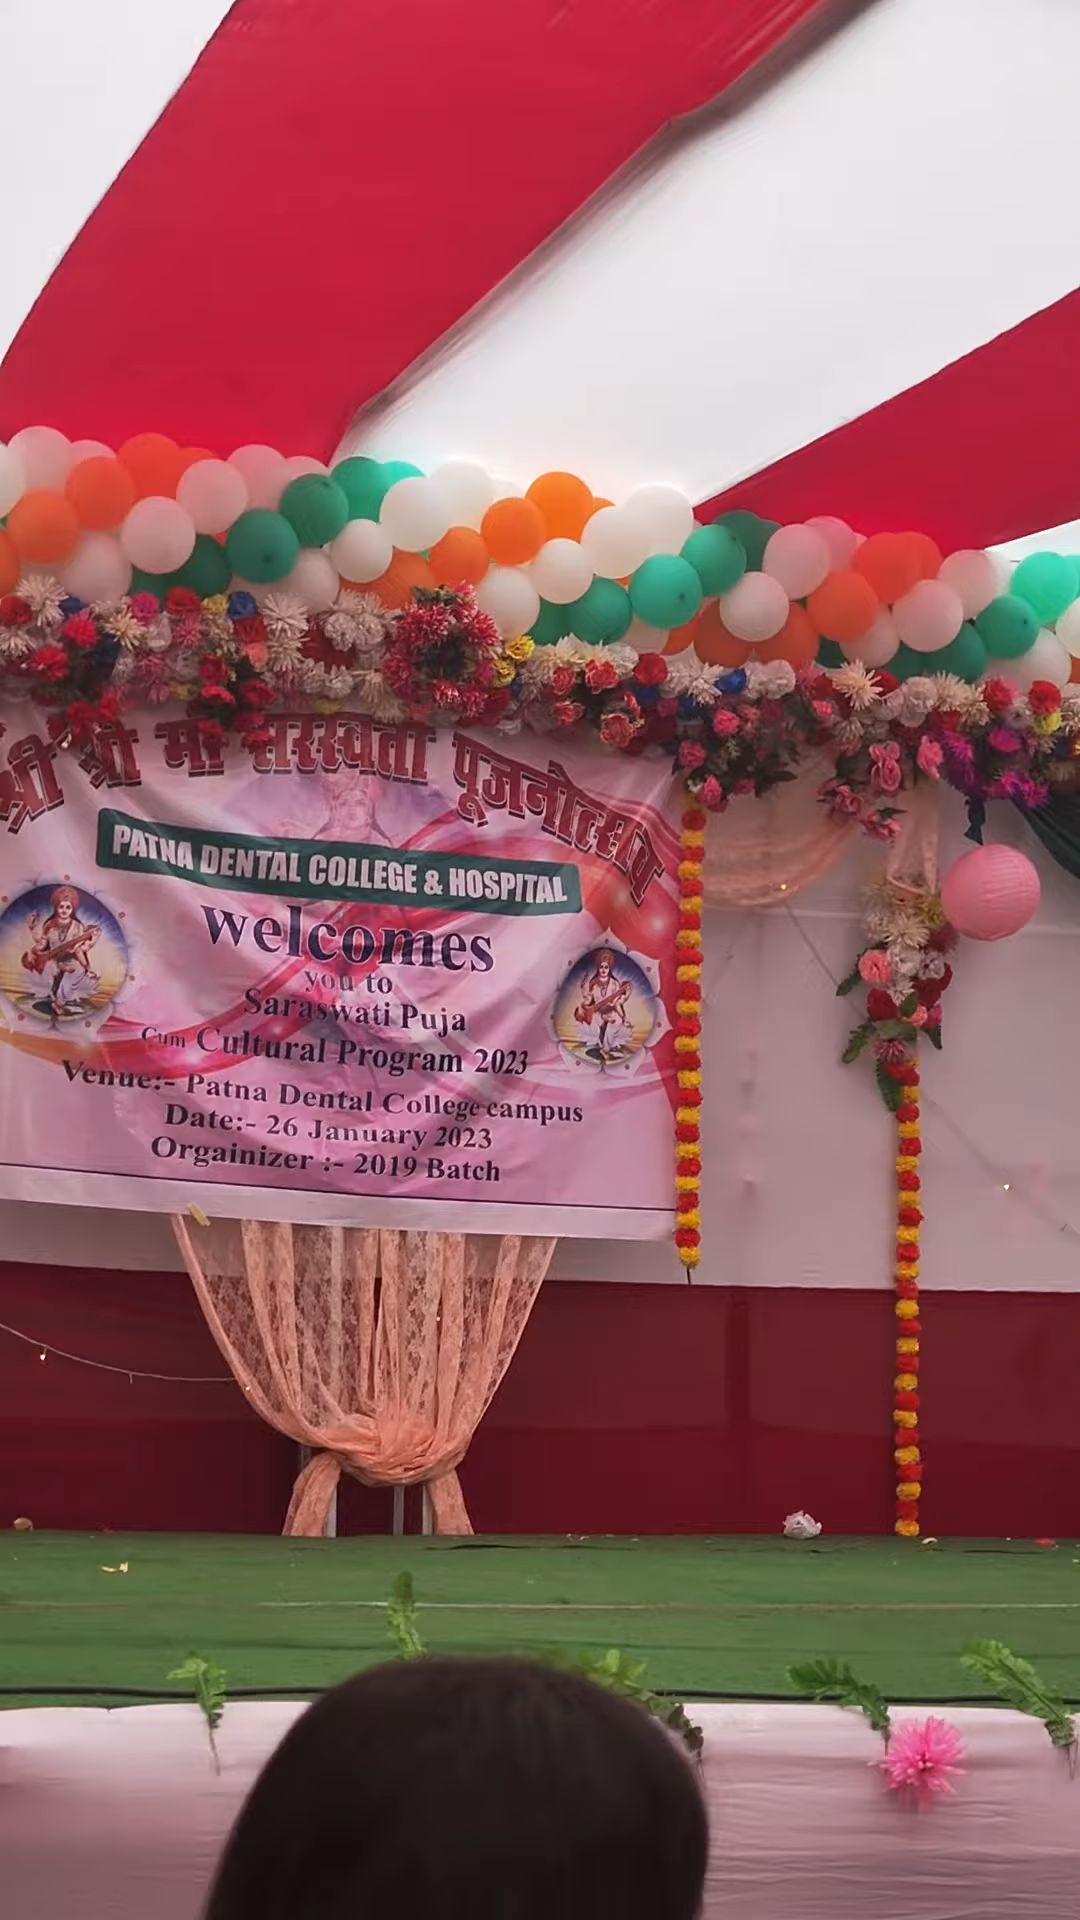 श्री श्री माँ सरस्वती पूजनोत्सव
PATNA DENTAL COLLEGE & HOSPITAL
welcomes
you to
Saraswati Puja
Cum Cultural Program 2023
Venue:- Patna Dental College campus
Date:- 26 January 2023
Orgainizer :- 2019 Batch